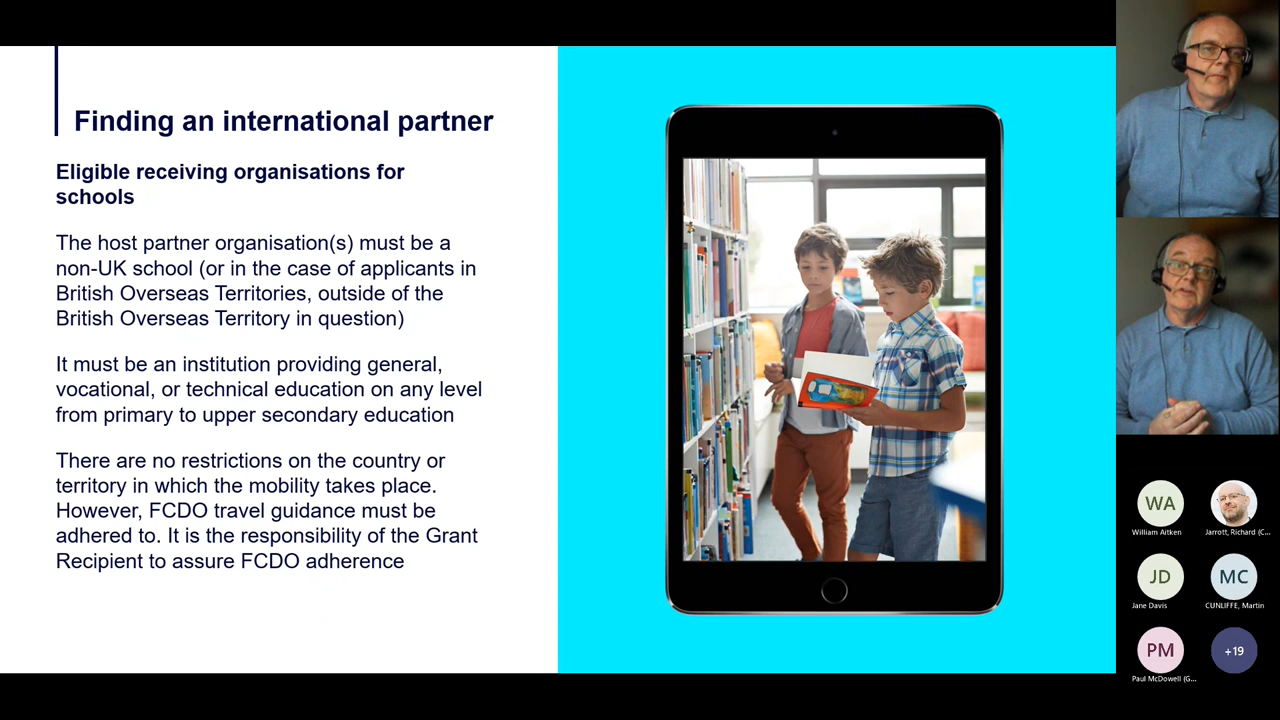 Finding an international partner
Eligible receiving organisations for
schools
The host partner organisation(s) must be a
non-UK school (or in the case of applicants in
British Overseas Territories, outside of the
British Overseas Territory in question)
It must be an institution providing general,
vocational, or technical education on any level
from primary to upper secondary education
There are no restrictions on the country or
territory in which the mobility takes place.
However, FCDO travel guidance must be
adhered to. It is the responsibility of the Grant
Recipient to assure FCDO adherence
WA
William Aitken
Jarrott, Richard (C...
JD
Jane Davis
MC
CUNLIFFE, Martin
PM
Paul McDowell (G...
+19